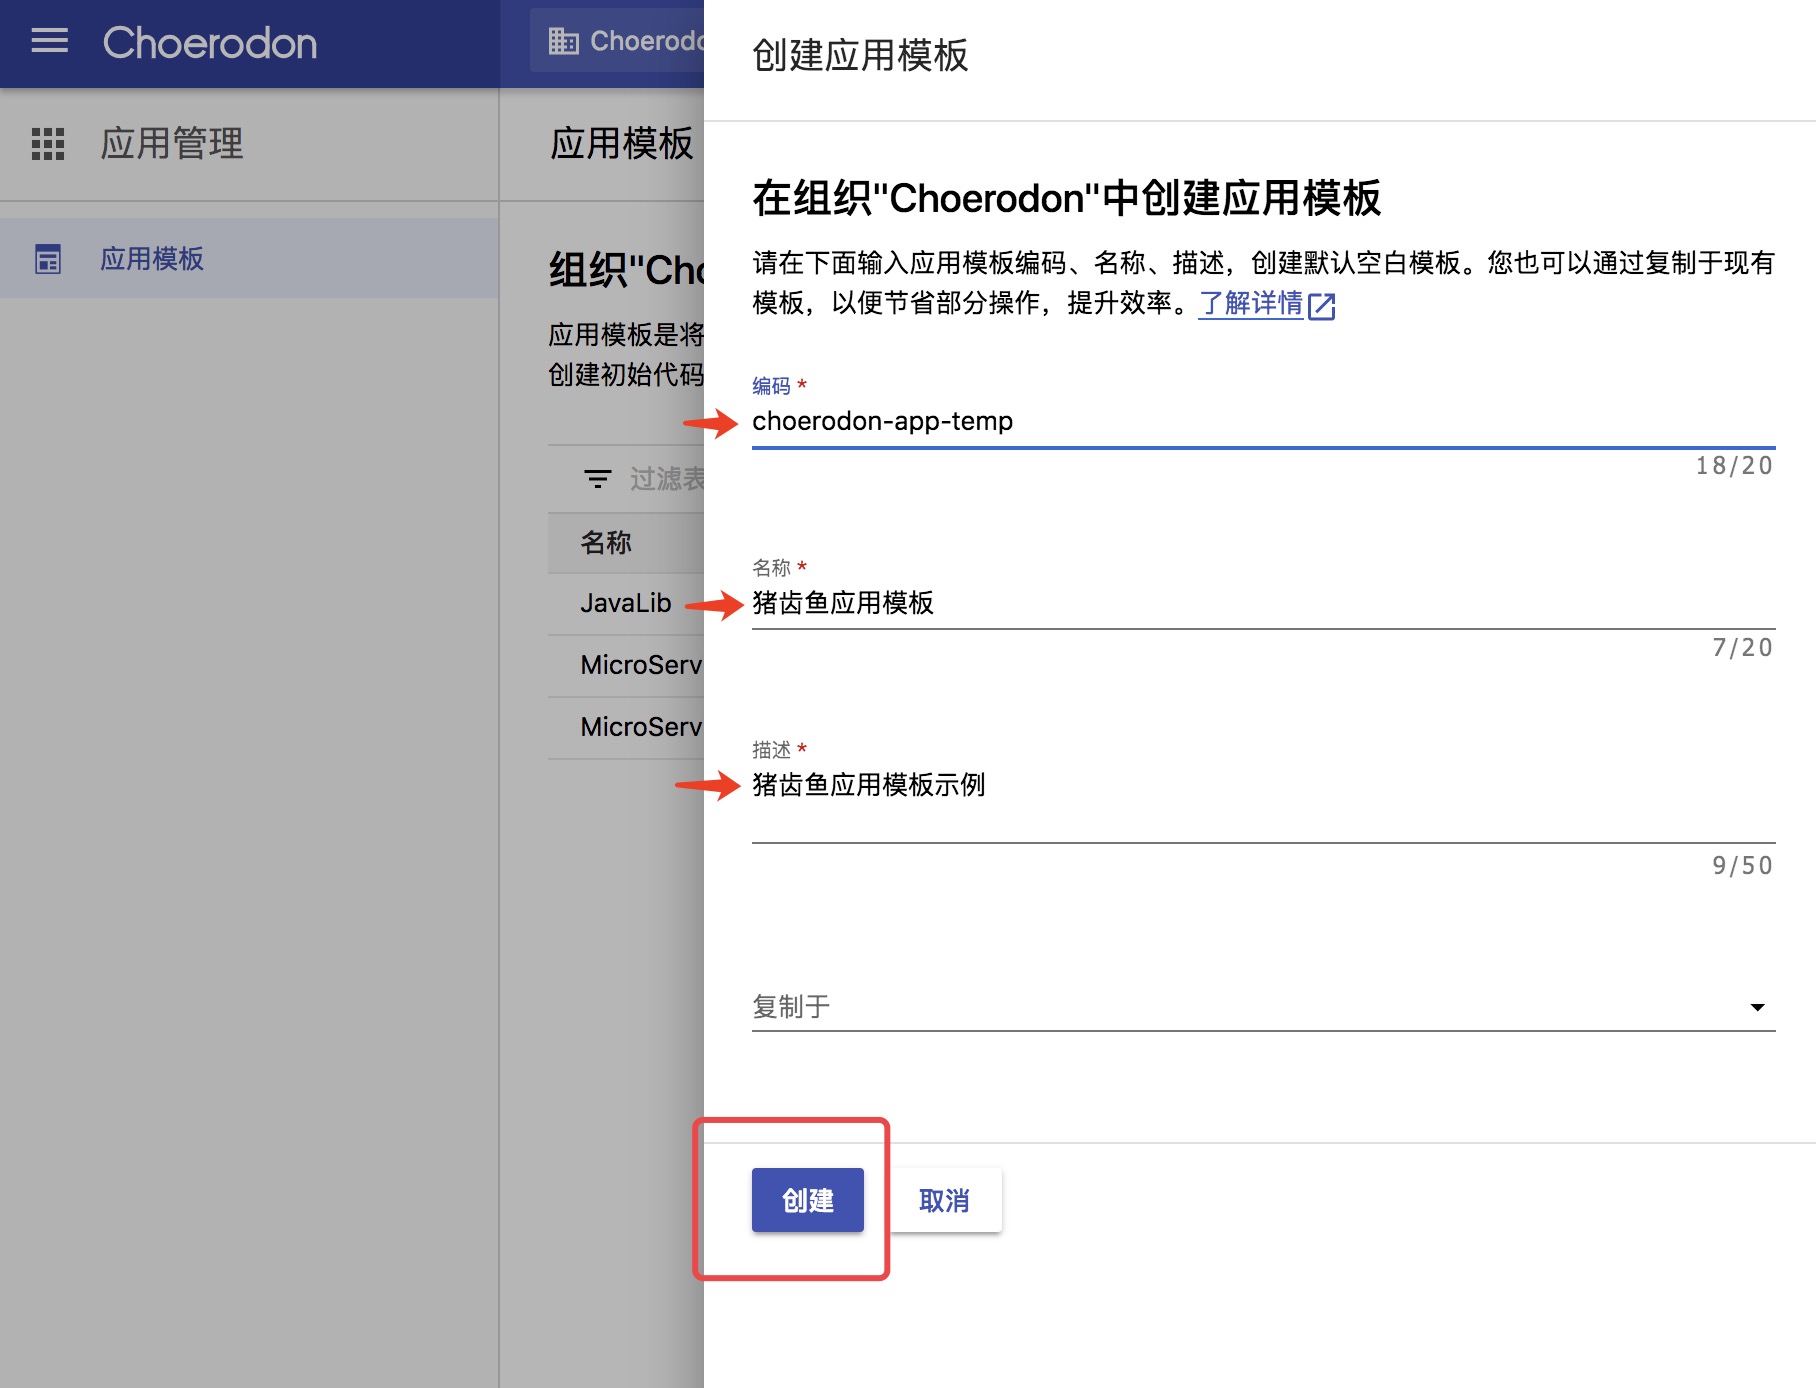 Choerodon
应用管理
应用模板
Choerodo
应用模板
组织"Cho
应用模板是将
创建初始代码
过滤表
名称
JavaLib
MicroServ
MicroServ
创建应用模板
在组织"Choerodon"中创建应用模板
请在下面输入应用模板编码、名称、描述，创建默认空白模板。您也可以通过复制于现有
模板，以便节省部分操作，提升效率。了解详情
编码 *
choerodon-app-temp
18/20
名称 *
猪齿鱼应用模板
7/20
描述 *
猪齿鱼应用模板示例
9/50
复制于
创建
取消